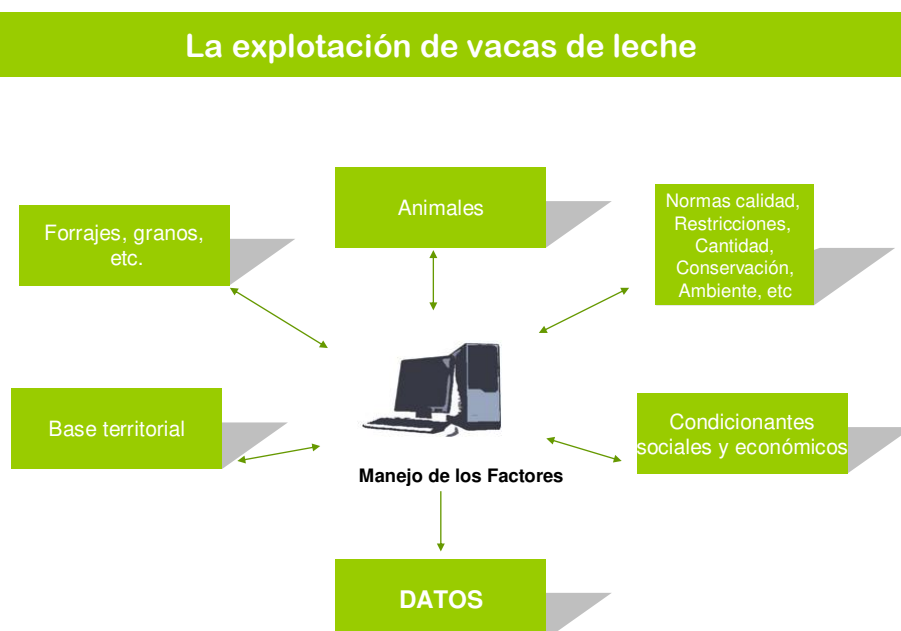 La explotación de vacas de leche
Animales
Forrajes, granos,
etc.
Normas calidad,
Restricciones,
Cantidad,
Conservación,
Ambiente, etc
Base territorial
Condicionantes
sociales y económicos
Manejo de los Factores
DATOS